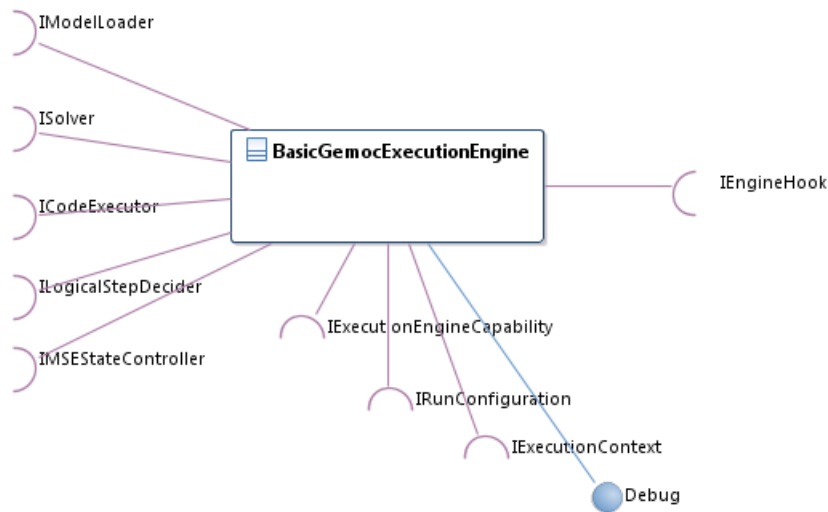 IModelLoader
ISolver
BasicGemocExecutionEngine
IEngineHook
ICodeExecutor
ILogicalStepDecider
IExecutionEngineCapability
IMSEStateController
IRunConfiguration
IExecutionContext
Debug